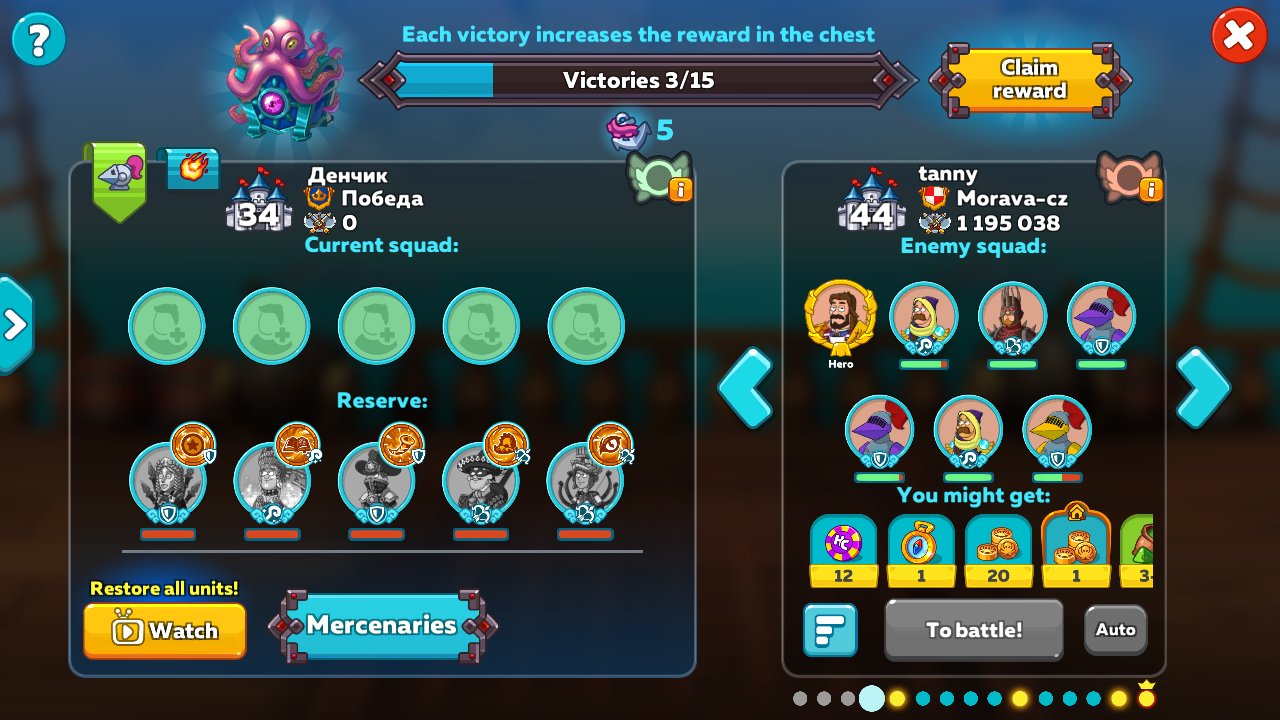 ?
Each victory increases the reward in the chest
Victories 3/15
Claim
reward
5
34
Денчик
Победа
0
i
Current squad:
Reserve:
Restore all units!
Watch
Mercenaries
44
tanny
Morava-cz
1 195 038
i
Enemy squad:
Hero
You might get:
HC
12
1
20
1
3-
To battle!
Auto